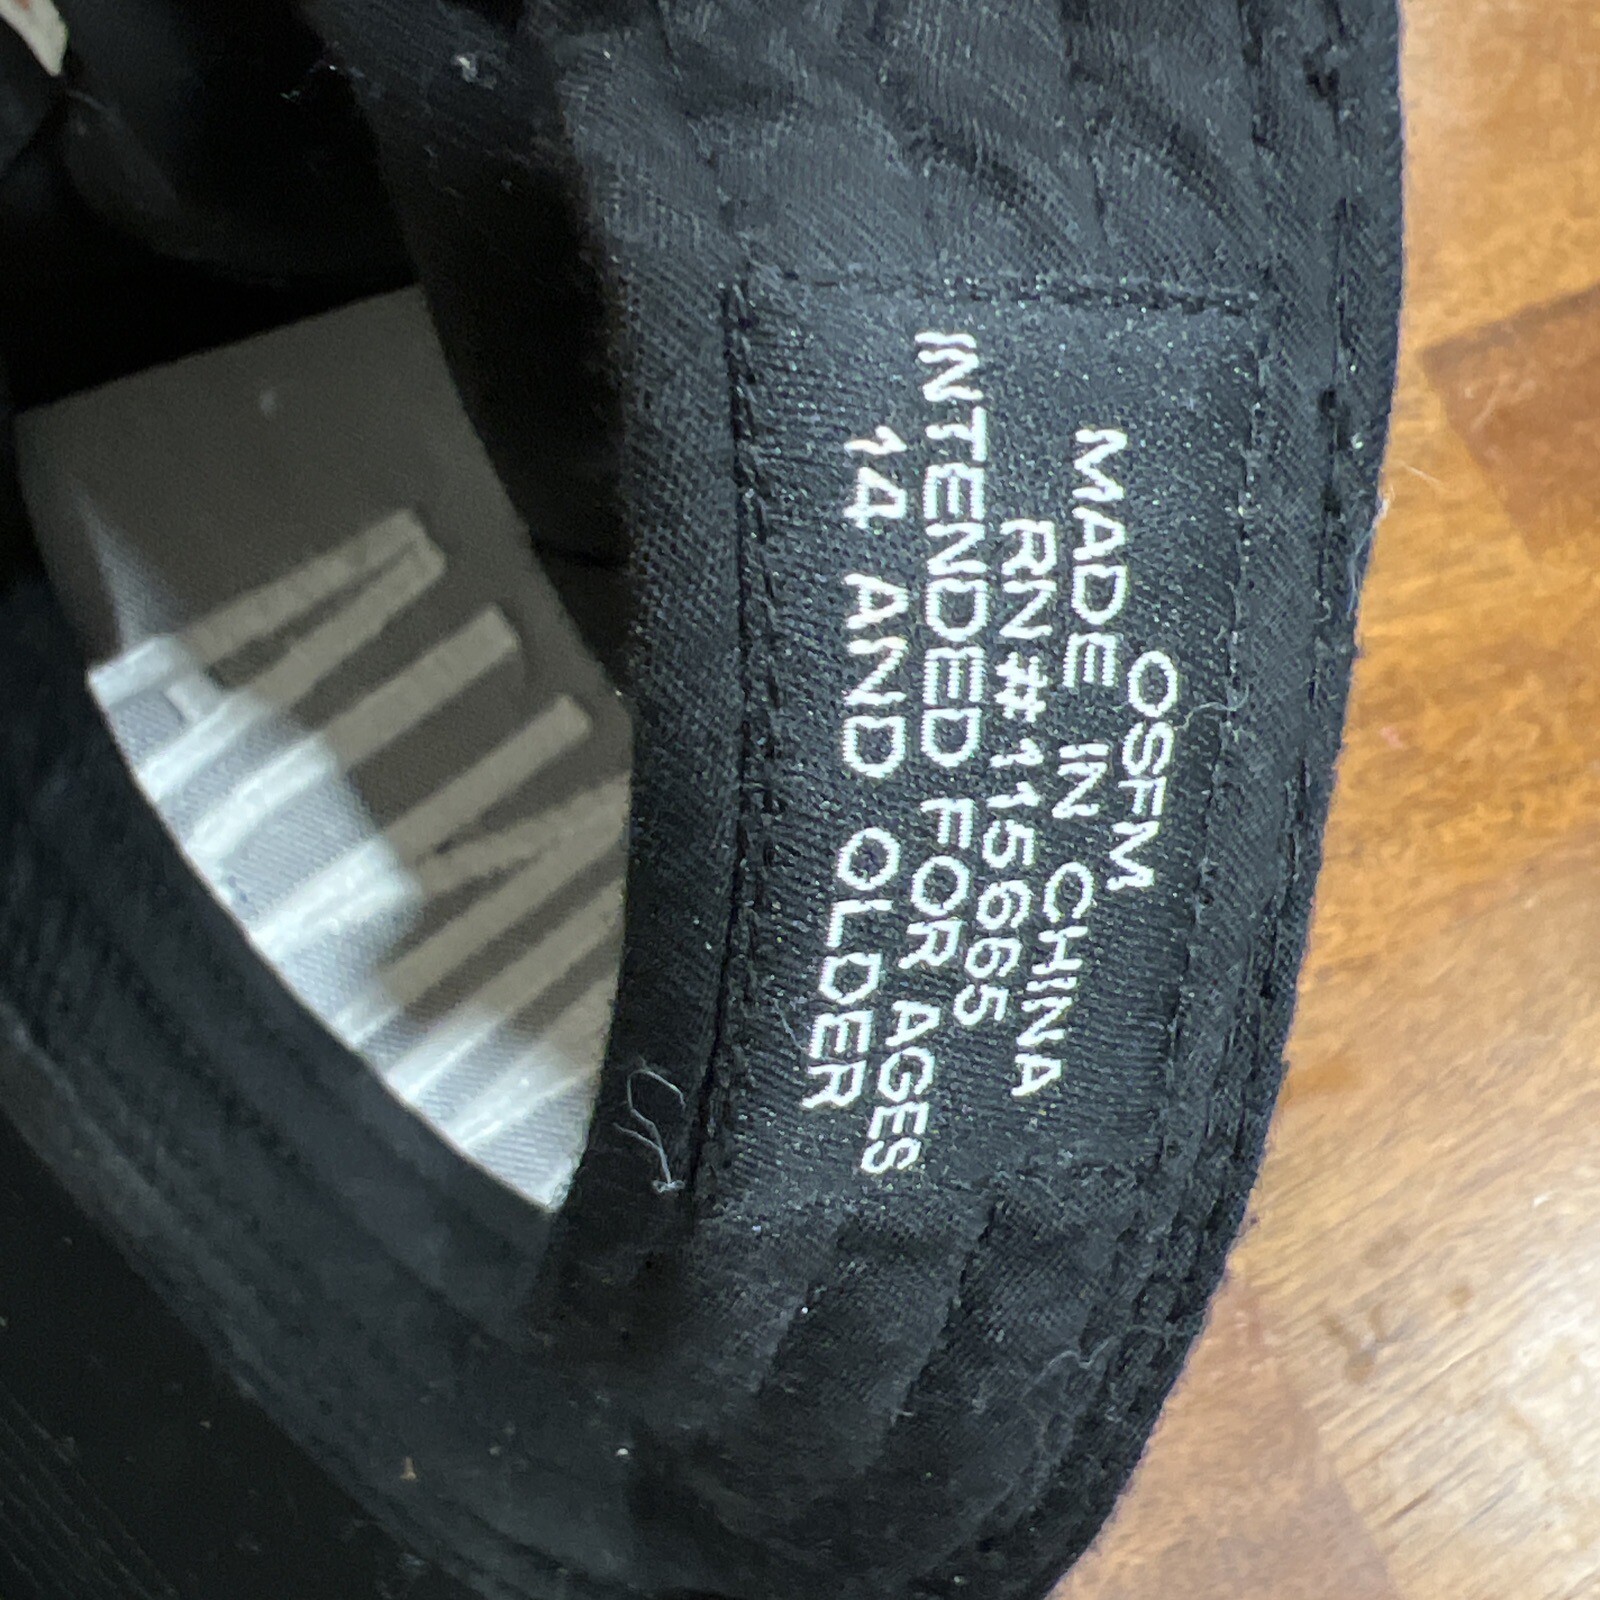 OSFM
MADE IN CHINA
RN#115665
INTENDED FOR AGES
14 AND OLDER